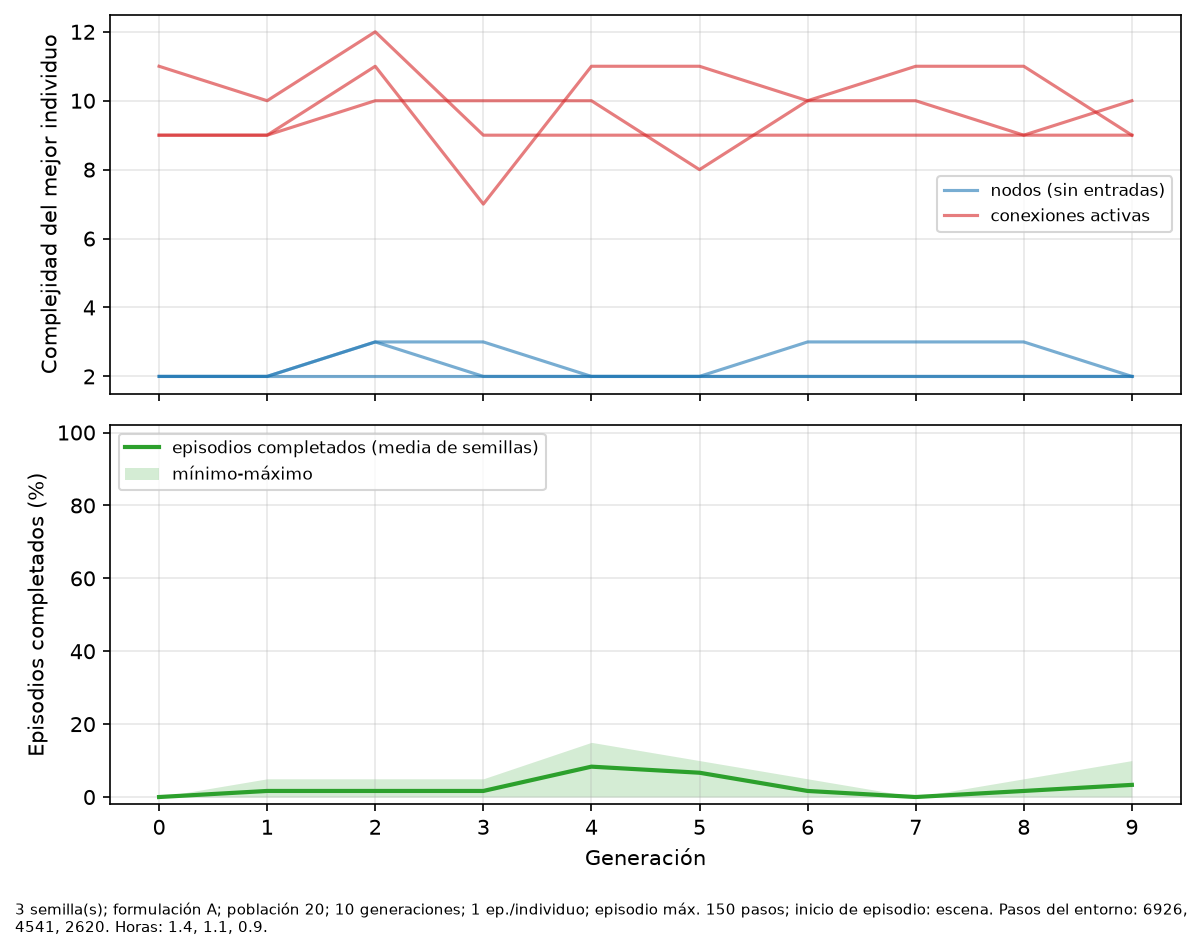 12
10
8
6
4
2
Complejidad del mejor individuo
nodos (sin entradas)
conexiones activas
100
80
60
40
20
0
Episodios completados (%)
episodios completados (media de semillas)
mínimo-máximo
0 1 2 3 4 5 6 7 8 9
Generación
3 semilla(s); formulación A; población 20; 10 generaciones; 1 ep./individuo; episodio máx. 150 pasos; inicio de episodio: escena. Pasos del entorno: 6926,
4541, 2620. Horas: 1.4, 1.1, 0.9.